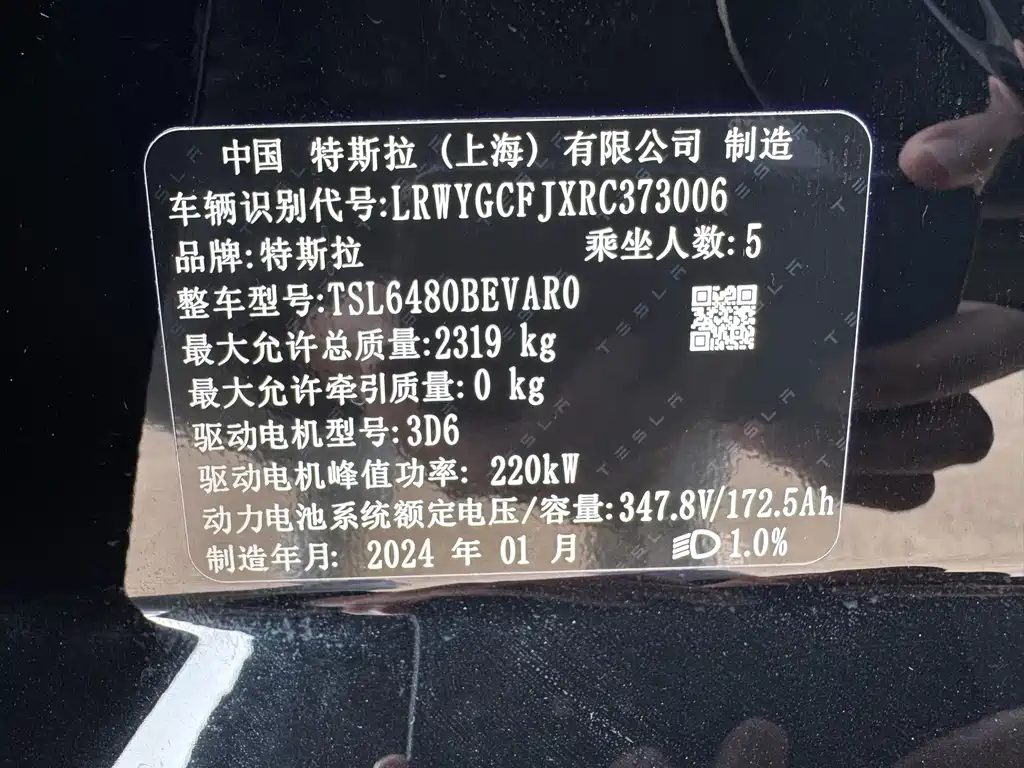 中国 特斯拉（上海）有限公司 制造
车辆识别代号:LRWYGCFJXRC373006
品牌:特斯拉 乘坐人数:5
整车型号:TSL6480BEVAR0
最大允许总质量:2319 kg
最大允许牵引质量:0 kg
驱动电机型号:3D6
驱动电机峰值功率: 220kW
动力电池系统额定电压/容量:347.8V/172.5Ah
制造年月: 2024 年 01 月 1.0%
TESLA